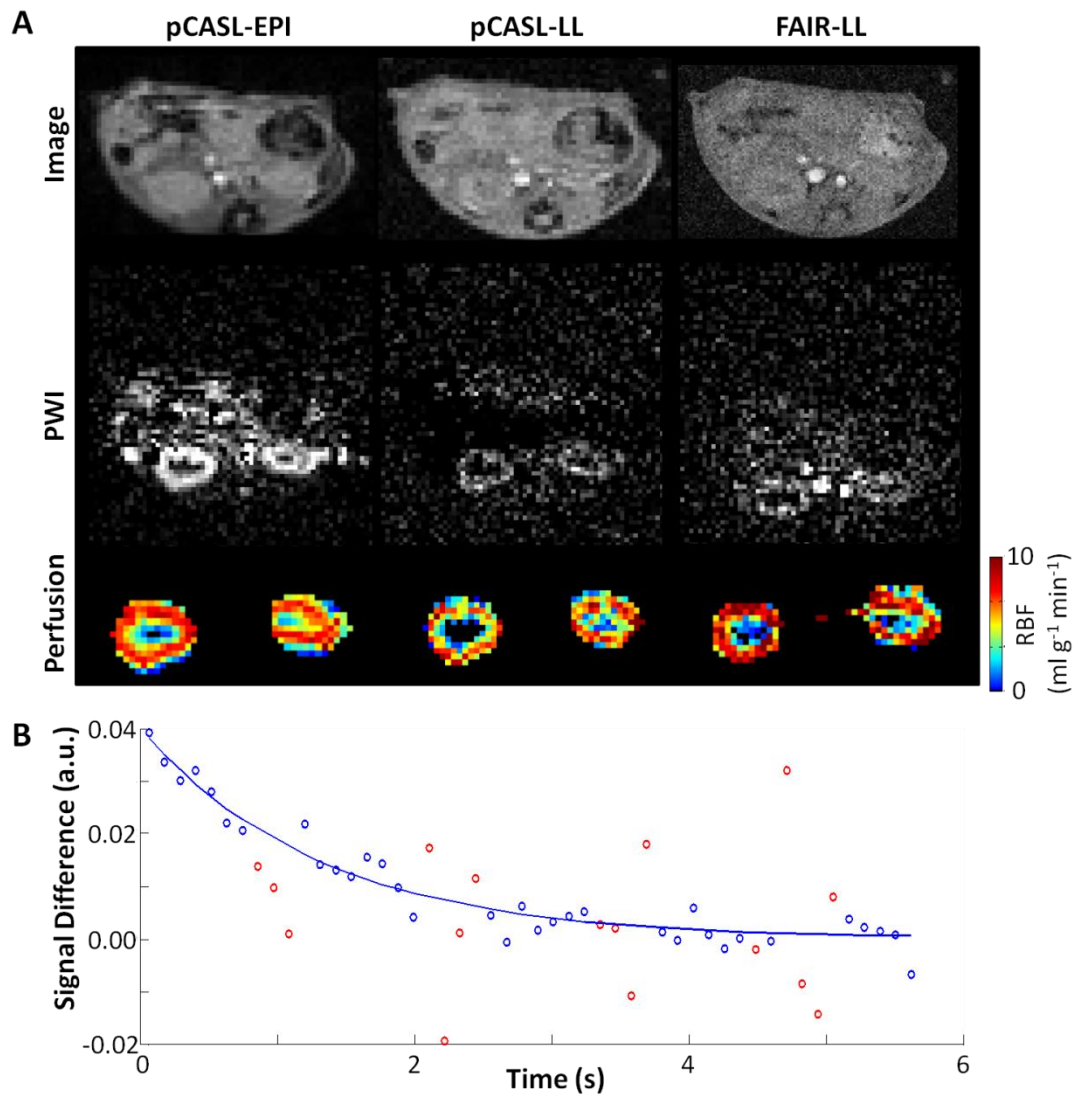 A
pCASL-EPI pCASL-LL FAIR-LL
Image
PWI
Perfusion
10
0
RBF
(ml g⁻¹ min⁻¹)
B
Signal Difference (a.u.)
0.04
0.02
0.00
-0.02
0 2 4 6
Time (s)